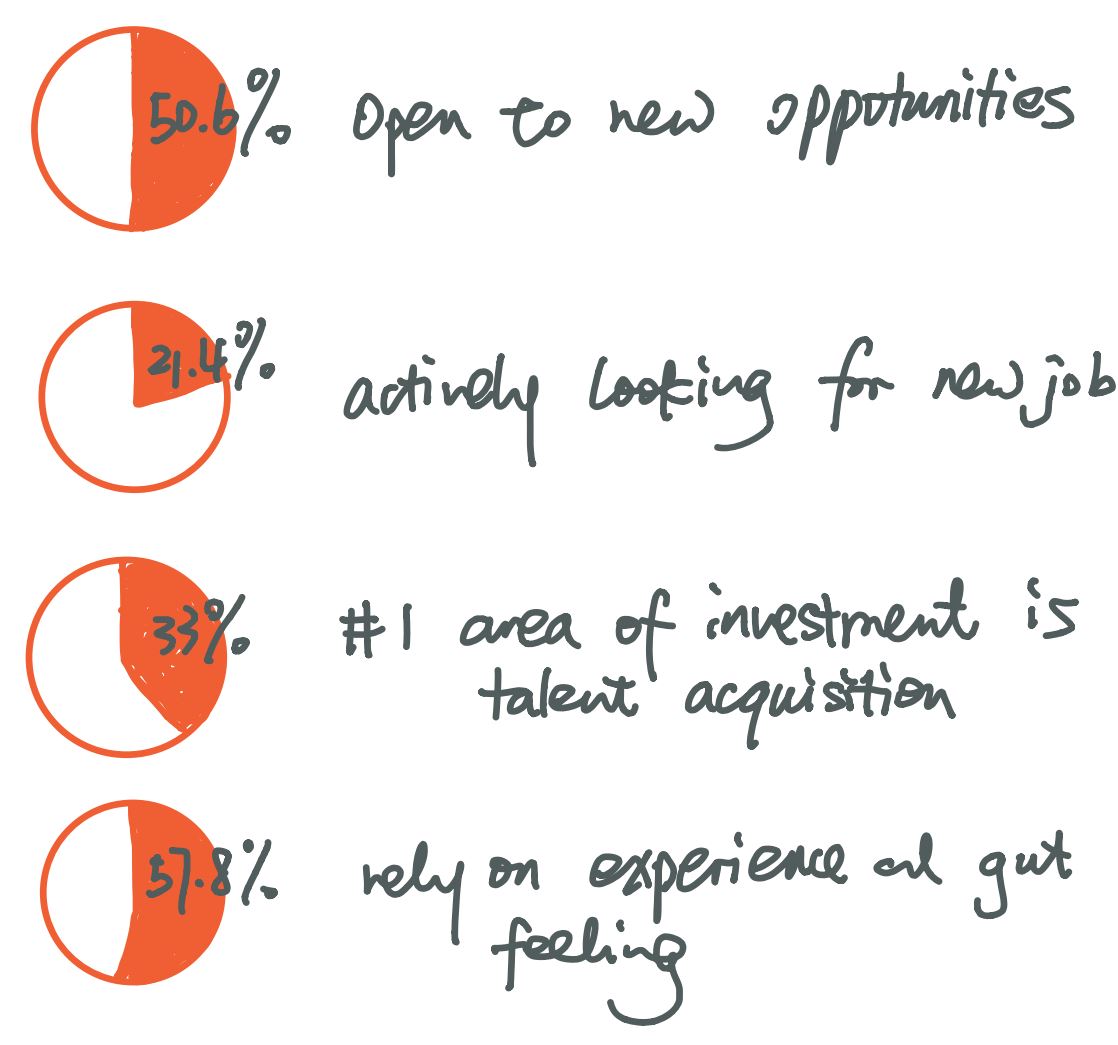 50.6% Open to new oppotunities
21.4% actively looking for new job
33% #1 area of investment is
talent acquisition
57.8% rely on experience and gut
feeling